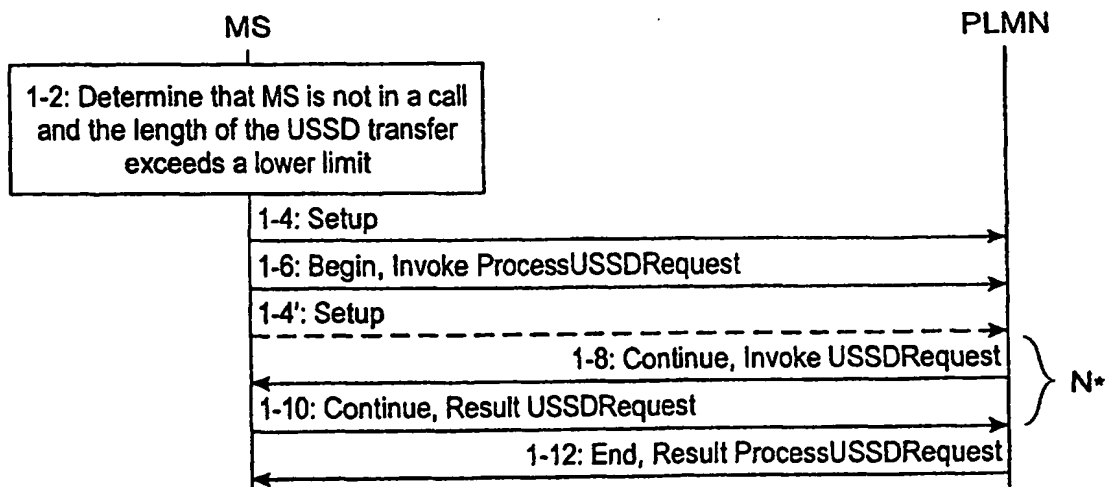 MS
PLMN
1-2: Determine that MS is not in a call
and the length of the USSD transfer
exceeds a lower limit
1-4: Setup
1-6: Begin, Invoke ProcessUSSDRequest
1-4': Setup
1-8: Continue, Invoke USSDRequest
N*
1-10: Continue, Result USSDRequest
1-12: End, Result ProcessUSSDRequest